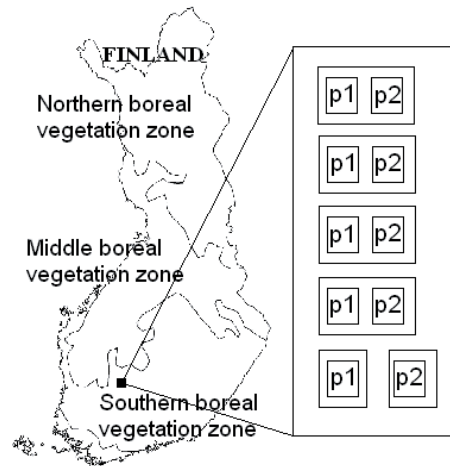 FINLAND
Northern boreal
vegetation zone
Middle boreal
vegetation zone
Southern boreal
vegetation zone
p1 p2
p1 p2
p1 p2
p1 p2
p1 p2